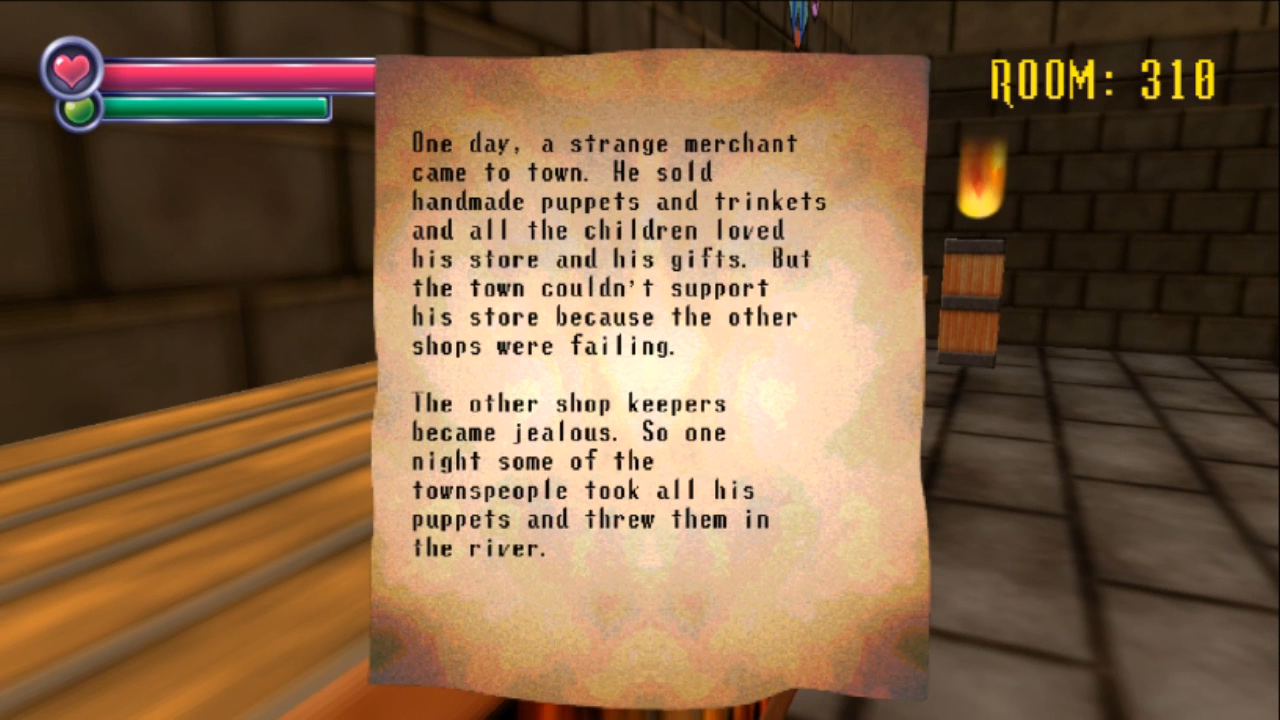 ROOM: 310
One day, a strange merchant
came to town. He sold
handmade puppets and trinkets
and all the children loved
his store and his gifts. But
the town couldn't support
his store because the other
shops were failing.
The other shop keepers
became jealous. So one
night some of the
townspeople took all his
puppets and threw them in
the river.